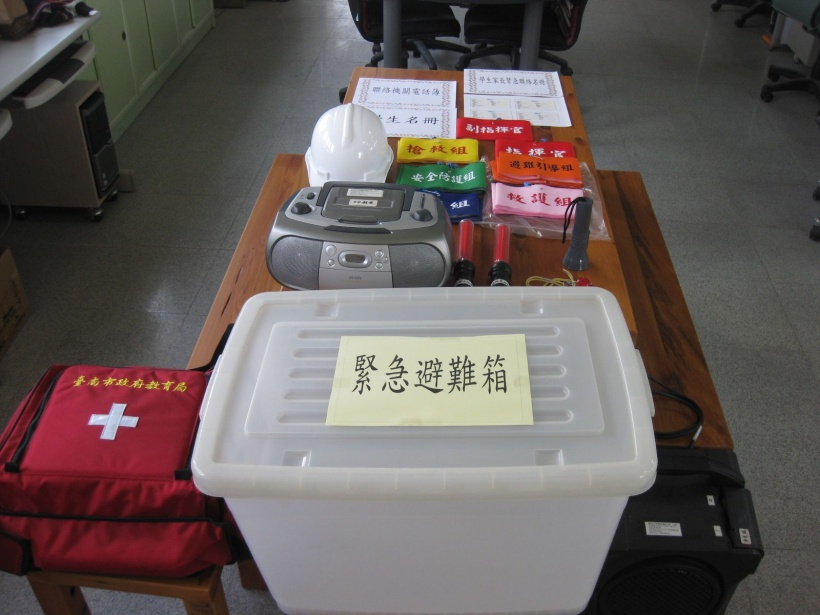 學生家長緊急聯絡名冊
聯絡機關電話簿
學生名冊
副指揮官
搶救組
指揮官
避難引導組
安全防護組
救護組
組
緊急避難箱
臺南市政府教育局